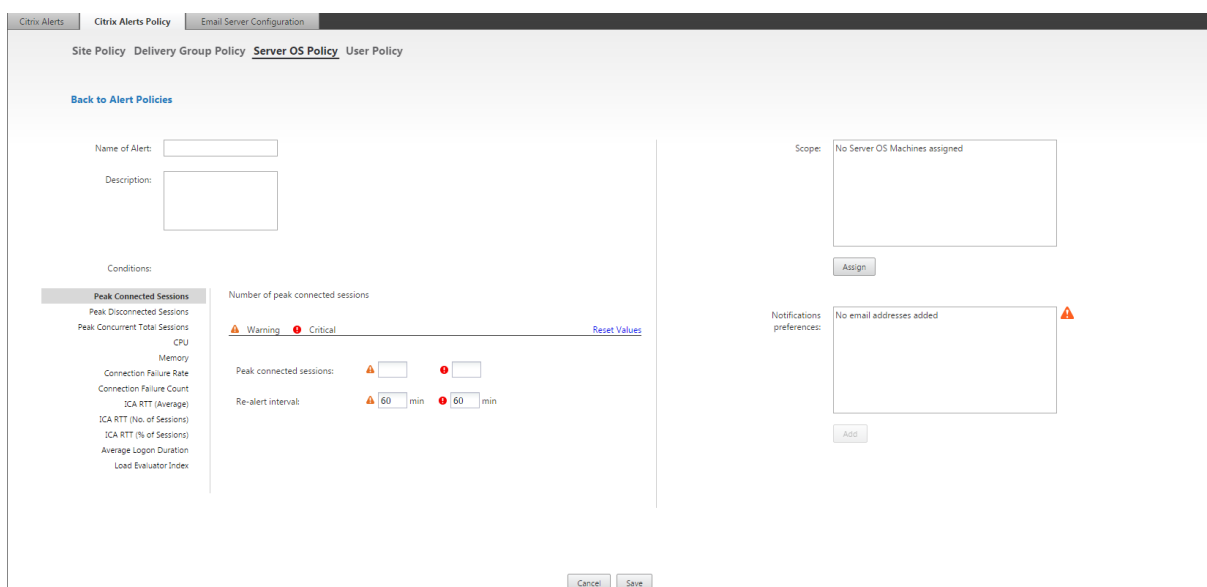 Citrix Alerts Citrix Alerts Policy Email Server Configuration
Site Policy Delivery Group Policy Server OS Policy User Policy
Back to Alert Policies
Name of Alert:
Description:
Scope: No Server OS Machines assigned
Assign
Conditions:
Peak Connected Sessions
Peak Disconnected Sessions
Peak Concurrent Total Sessions
CPU
Memory
Connection Failure Rate
Connection Failure Count
ICA RTT (Average)
ICA RTT (No. of Sessions)
ICA RTT (% of Sessions)
Average Logon Duration
Load Evaluator Index
Number of peak connected sessions
Warning Critical Reset Values
Peak connected sessions:
Re-alert interval: 60 min 60 min
Notifications preferences: No email addresses added
Add
Cancel Save